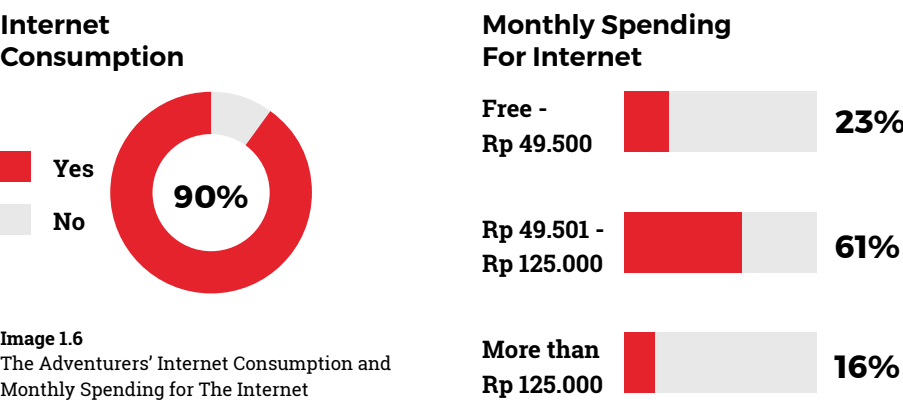 Internet
Consumption
Yes
No
90%
Image 1.6
The Adventurers’ Internet Consumption and
Monthly Spending for The Internet
Monthly Spending
For Internet
Free -
Rp 49.500
23%
Rp 49.501 -
Rp 125.000
61%
More than
Rp 125.000
16%